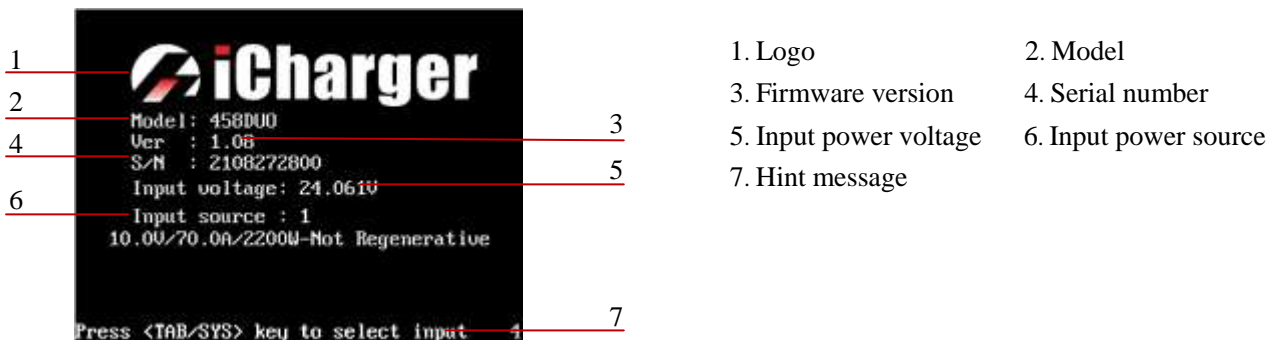 iCharger
1
Model: 458DUO
2
Ver : 1.08
3
S/N : 2108272800
4
Input voltage: 24.061V
5
Input source : 1
6
10.0V/70.0A/2200W-Not Regenerative
Press <TAB/SYS> key to select input 4
7
1. Logo 2. Model
3. Firmware version 4. Serial number
5. Input power voltage 6. Input power source
7. Hint message